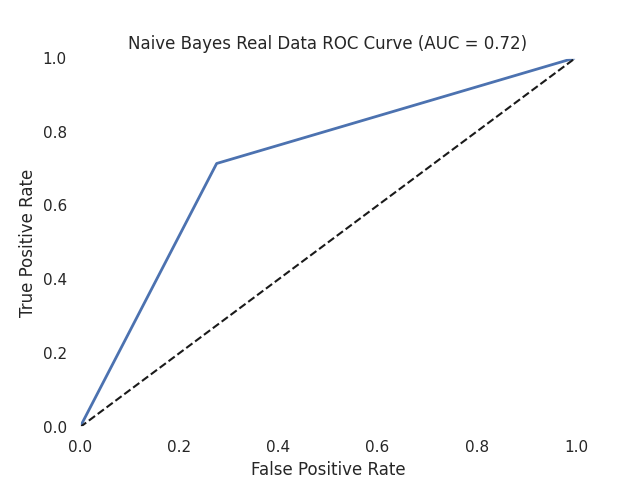 Naive Bayes Real Data ROC Curve (AUC = 0.72)
1.0
0.8
0.6
0.4
0.2
0.0
True Positive Rate
0.0 0.2 0.4 0.6 0.8 1.0
False Positive Rate